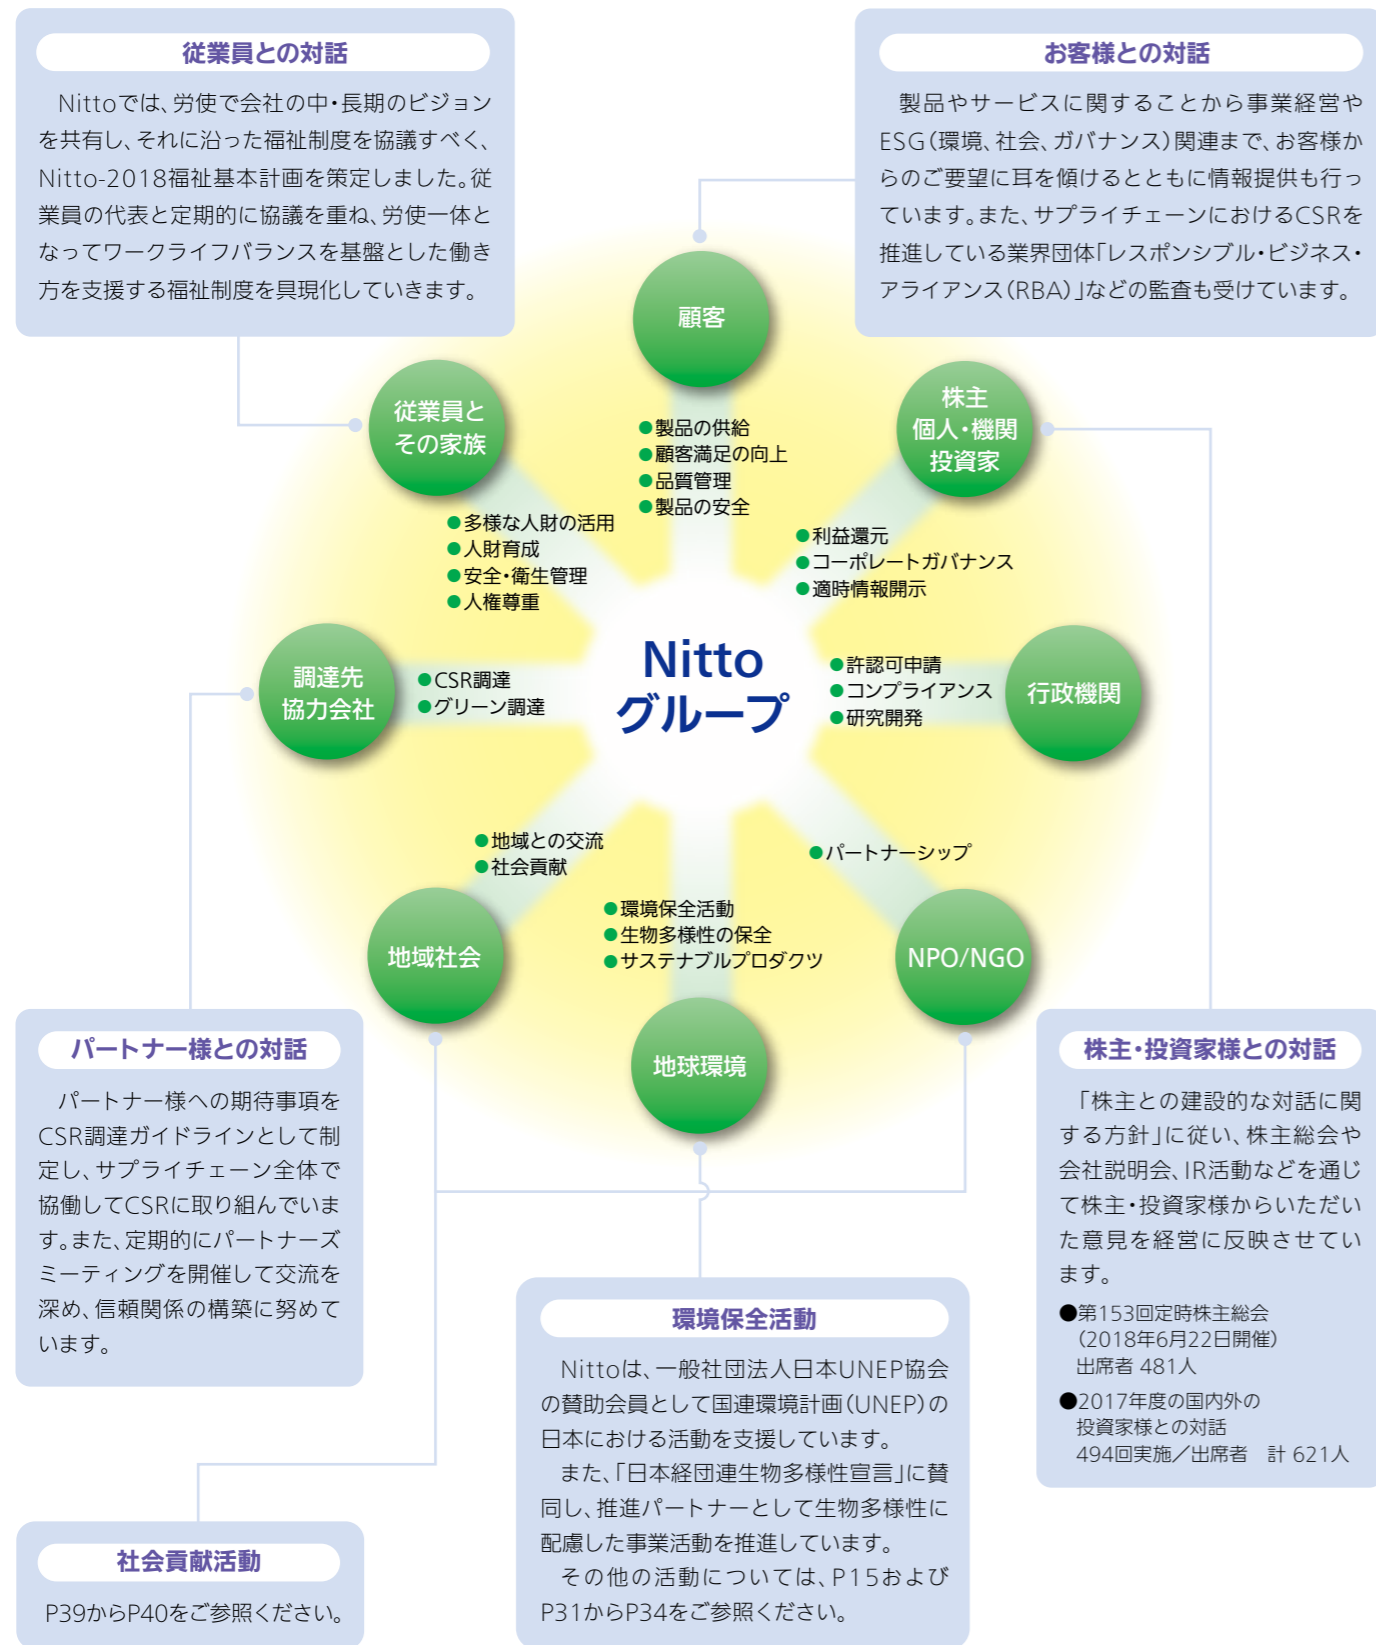 従業員との対話
Nittoでは、労使で会社の中・長期のビジョン
を共有し、それに沿った福祉制度を協議すべく、
Nitto-2018福祉基本計画を策定しました。従
業員の代表と定期的に協議を重ね、労使一体と
なってワークライフバランスを基盤とした働き
方を支援する福祉制度を具現化していきます。
お客様との対話
製品やサービスに関することから事業経営や
ESG(環境、社会、ガバナンス)関連まで、お客様か
らのご要望に耳を傾けるとともに情報提供も行っ
ています。また、サプライチェーンにおけるCSRを
推進している業界団体「レスポンシブル・ビジネス・
アライアンス(RBA)」などの監査も受けています。
顧客
●製品の供給
●顧客満足の向上
●品質管理
●製品の安全
従業員と
その家族
●多様な人財の活用
●人財育成
●安全・衛生管理
●人権尊重
株主
個人・機関
投資家
●利益還元
●コーポレートガバナンス
●適時情報開示
Nitto
グループ
調達先
協力会社
●CSR調達
●グリーン調達
●許認可申請
●コンプライアンス
●研究開発
行政機関
●地域との交流
●社会貢献
地域社会
●環境保全活動
●生物多様性の保全
●サステナブルプロダクツ
地球環境
●パートナーシップ
NPO/NGO
パートナー様との対話
パートナー様への期待事項を
CSR調達ガイドラインとして制
定し、サプライチェーン全体で
協働してCSRに取り組んでいま
す。また、定期的にパートナーズ
ミーティングを開催して交流を
深め、信頼関係の構築に努めて
います。
株主・投資家様との対話
「株主との建設的な対話に関
する方針」に従い、株主総会や
会社説明会、IR活動などを通じ
て株主・投資家様からいただい
た意見を経営に反映させてい
ます。
●第153回定時株主総会
(2018年6月22日開催)
出席者 481人
●2017年度の国内外の
投資家様との対話
494回実施／出席者　計 621人
環境保全活動
Nittoは、一般社団法人日本UNEP協会
の賛助会員として国連環境計画(UNEP)の
日本における活動を支援しています。
また、「日本経団連生物多様性宣言」に賛
同し、推進パートナーとして生物多様性に
配慮した事業活動を推進しています。
その他の活動については、P15および
P31からP34をご参照ください。
社会貢献活動
P39からP40をご参照ください。